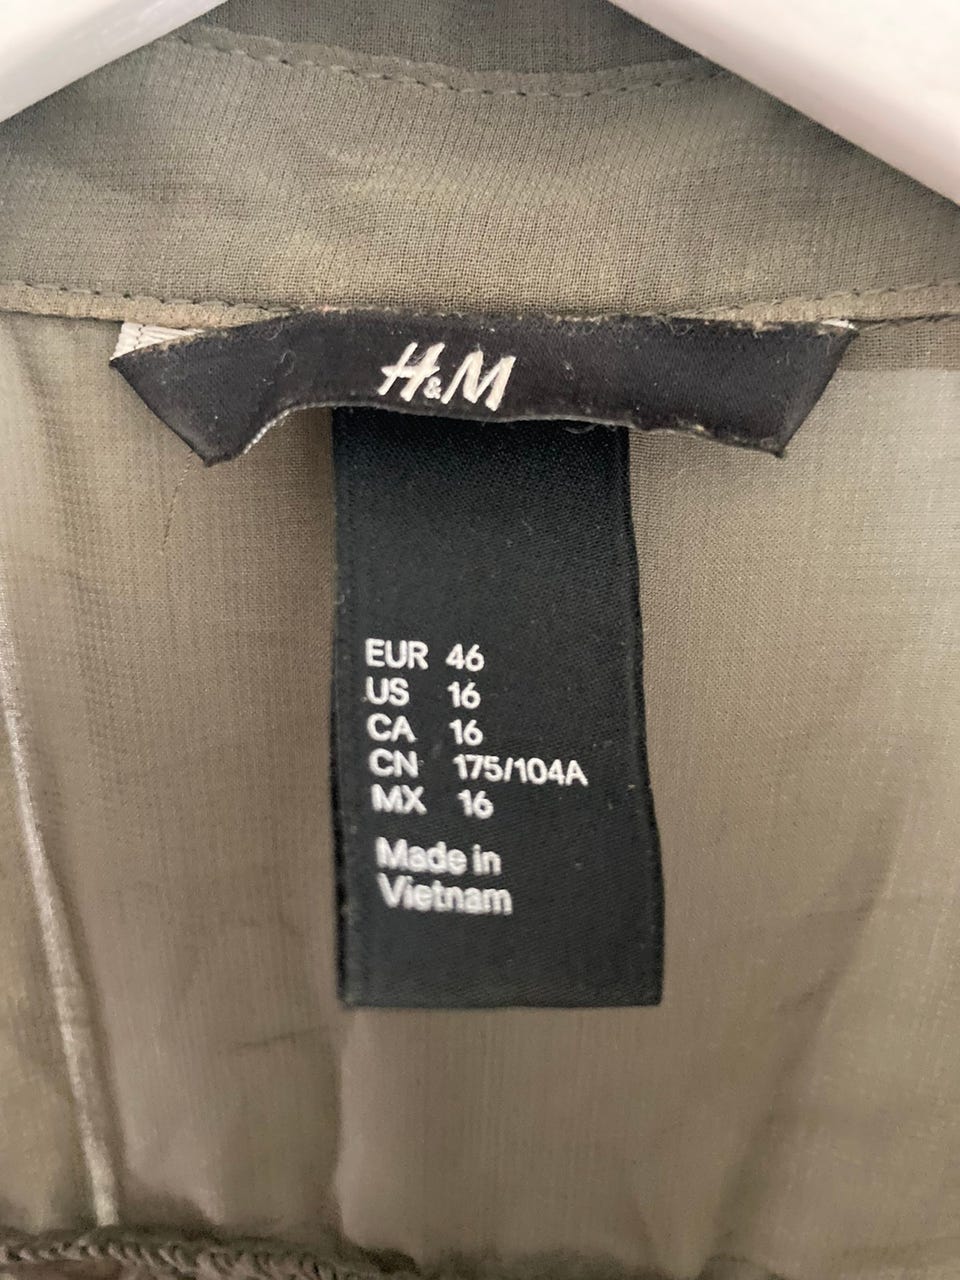 H&M
EUR 46
US 16
CA 16
CN 175/104A
MX 16
Made in
Vietnam